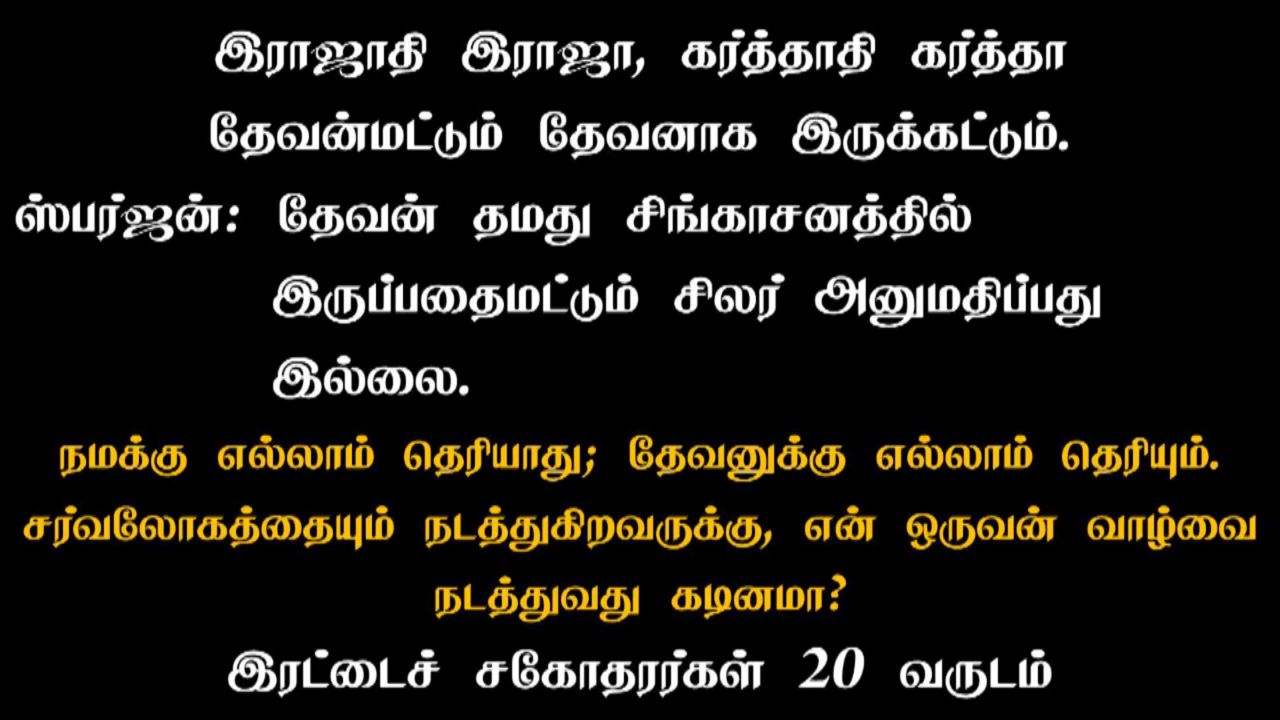 இராஜாதி இராஜா, கர்த்தாதி கர்த்தா
தேவன்மட்டும் தேவனாக இருக்கட்டும்.
ஸ்பர்ஜன்: தேவன் தமது சிங்காசனத்தில்
இருப்பதைமட்டும் சிலர் அனுமதிப்பது
இல்லை.
நமக்கு எல்லாம் தெரியாது; தேவனுக்கு எல்லாம் தெரியும்.
சர்வலோகத்தையும் நடத்துகிறவருக்கு, என் ஒருவன் வாழ்வை
நடத்துவது கடினமா?
இரட்டைச் சகோதரர்கள் 20 வருடம்